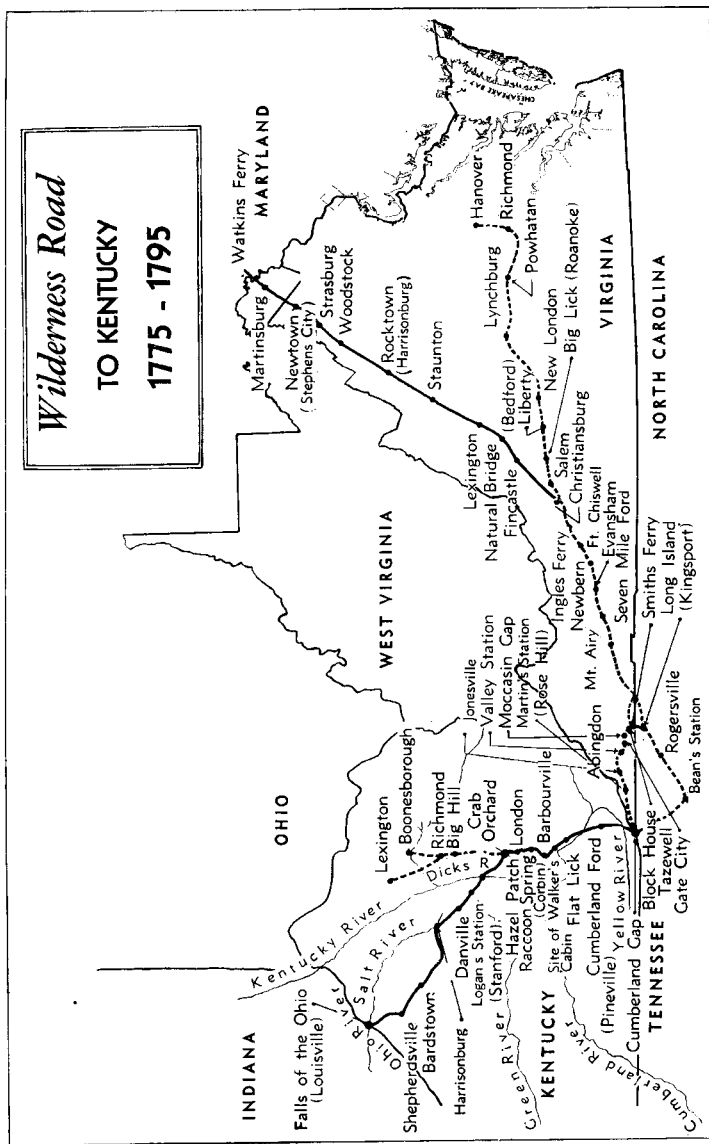 Wilderness Road
TO KENTUCKY
1775 - 1795
INDIANA
OHIO
WEST VIRGINIA
MARYLAND
VIRGINIA
NORTH CAROLINA
KENTUCKY
TENNESSEE
CHESAPEAKE BAY
Watkins Ferry
Martinsburg
Newtown
(Stephens City)
Strasburg
Woodstock
Rocktown
(Harrisonburg)
Staunton
Lexington
Natural Bridge
Fincastle
Hanover
Richmond
Powhatan
Lynchburg
New London
(Bedford)
Liberty
Big Lick (Roanoke)
Salem
Christiansburg
Ingles Ferry
Newbern
Ft. Chiswell
Evansham
Seven Mile Ford
Mt. Airy
Abingdon
Smiths Ferry
Long Island
(Kingsport)
Rogersville
Bean's Station
Jonesville
Valley Station
Moccasin Gap
Martin's Station
(Rose Hill)
Block House
Tazewell
Gate City
Cumberland Gap
Yellow River
Cumberland Ford
(Pineville)
Flat Lick
Site of Walker's
Cabin
Barbourville
Raccoon Spring
(Corbin)
Hazel Patch
London
Crab
Orchard
Big Hill
Richmond
Boonesborough
Lexington
Dicks R.
Logan's Station
(Stanford)
Danville
Harrisonburg
Bardstown
Shepherdsville
Falls of the Ohio
(Louisville)
Ohio River
Salt River
Kentucky River
Green River
Cumberland River